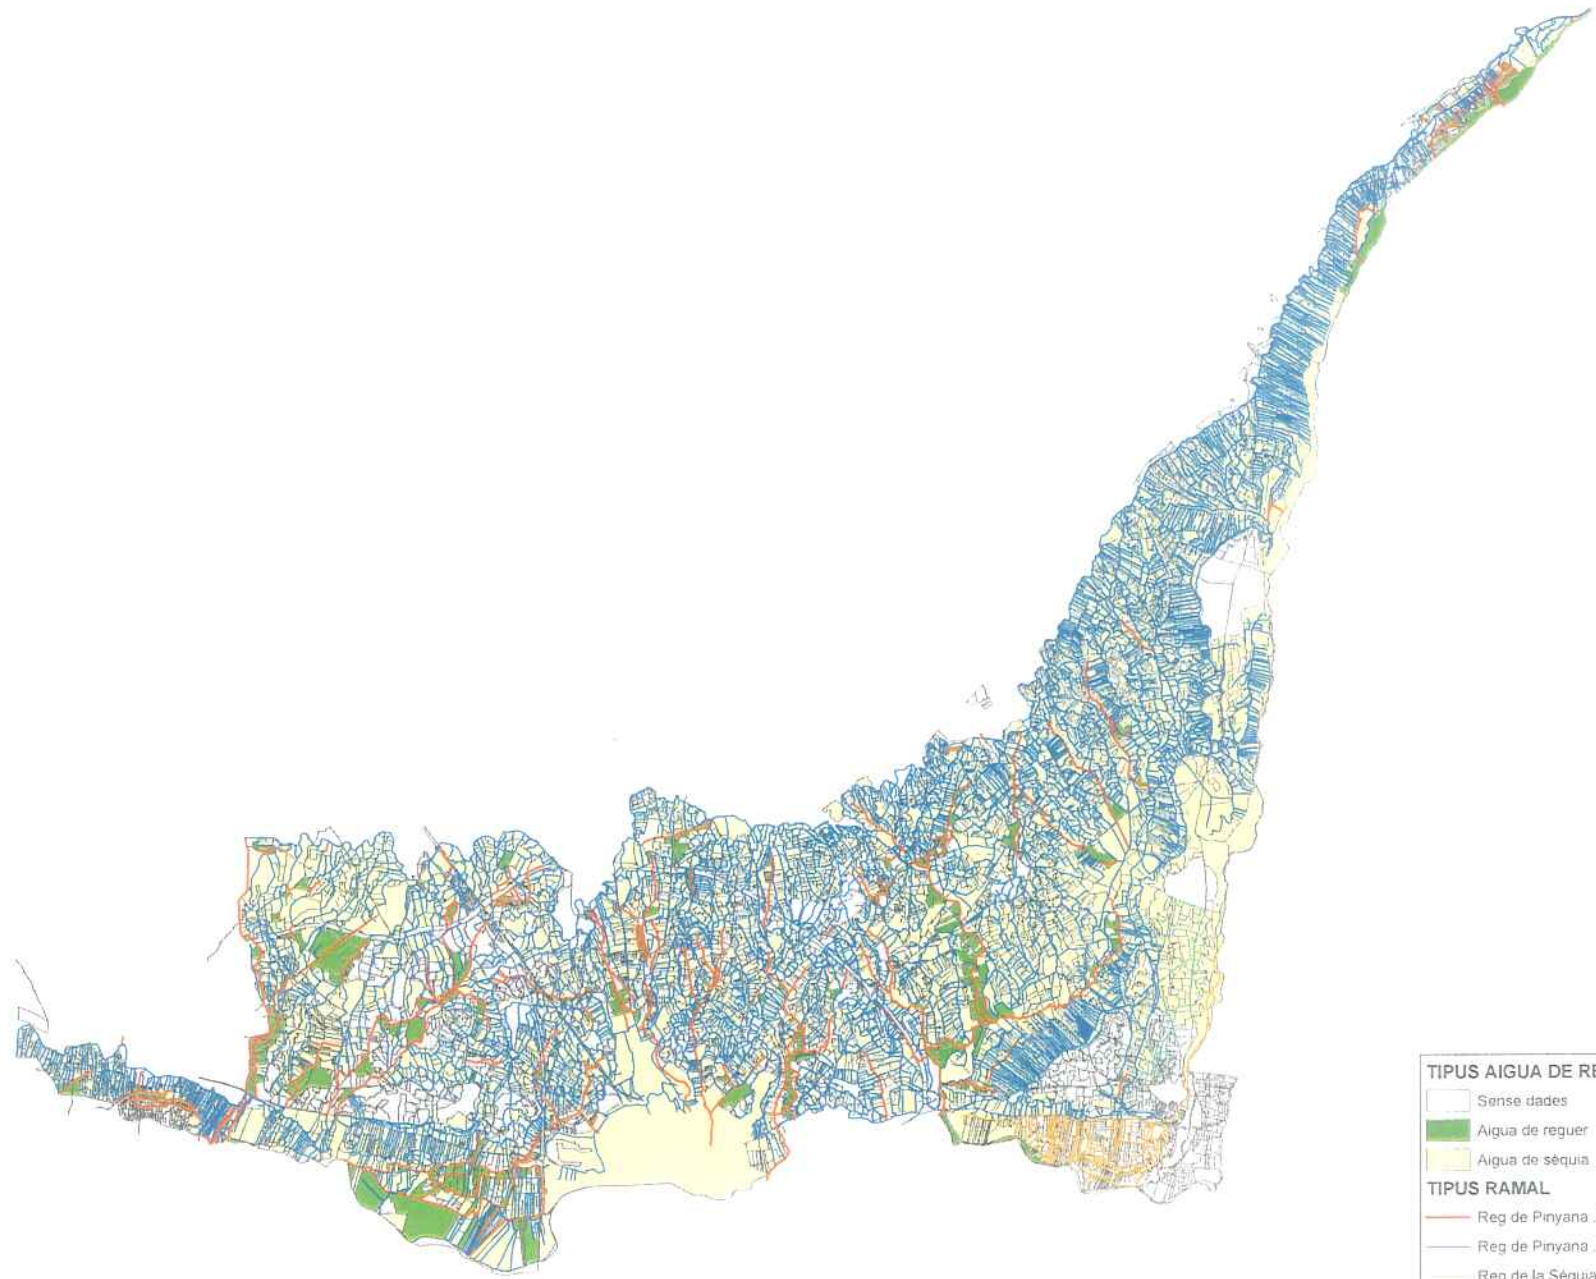 TIPUS AIGUA DE RE
Sense dades
Aigua de reguer
Aigua de séquia
TIPUS RAMAL
Reg de Pinyana .
Reg de Pinyana .
Reg de la Séquia